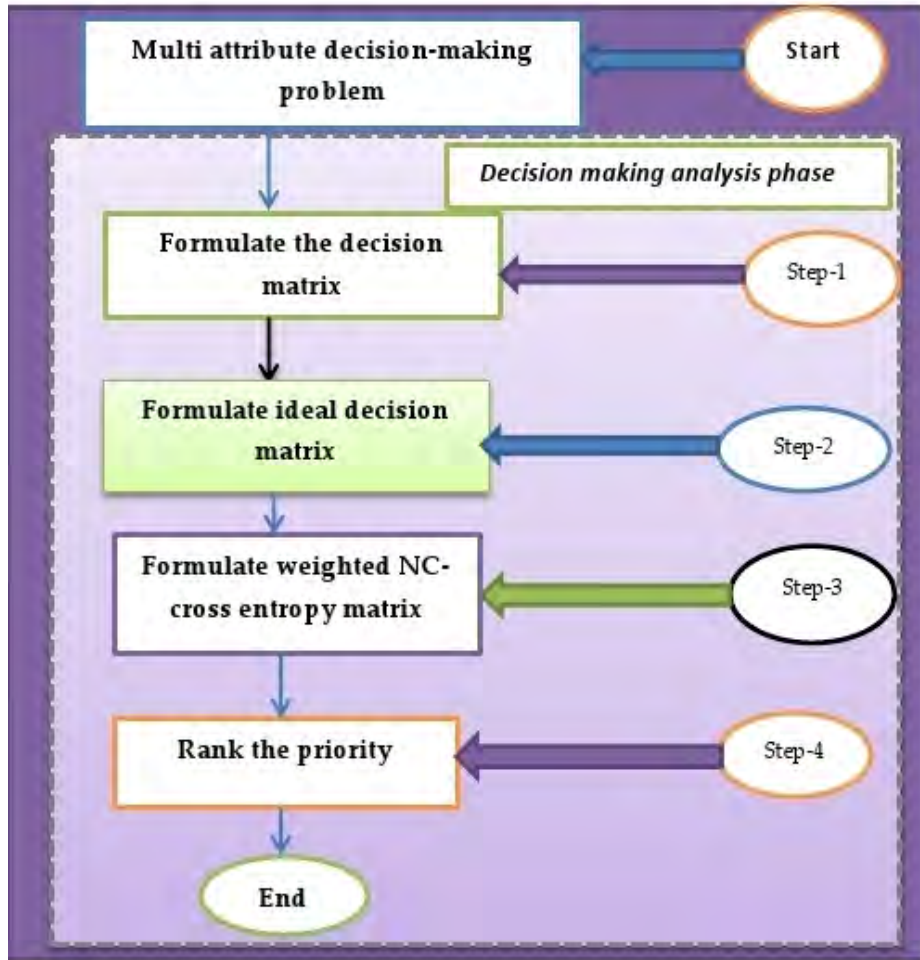 Multi attribute decision-making
problem
Start
Decision making analysis phase
Formulate the decision
matrix
Step-1
Formulate ideal decision
matrix
Step-2
Formulate weighted NC-
cross entropy matrix
Step-3
Rank the priority
Step-4
End